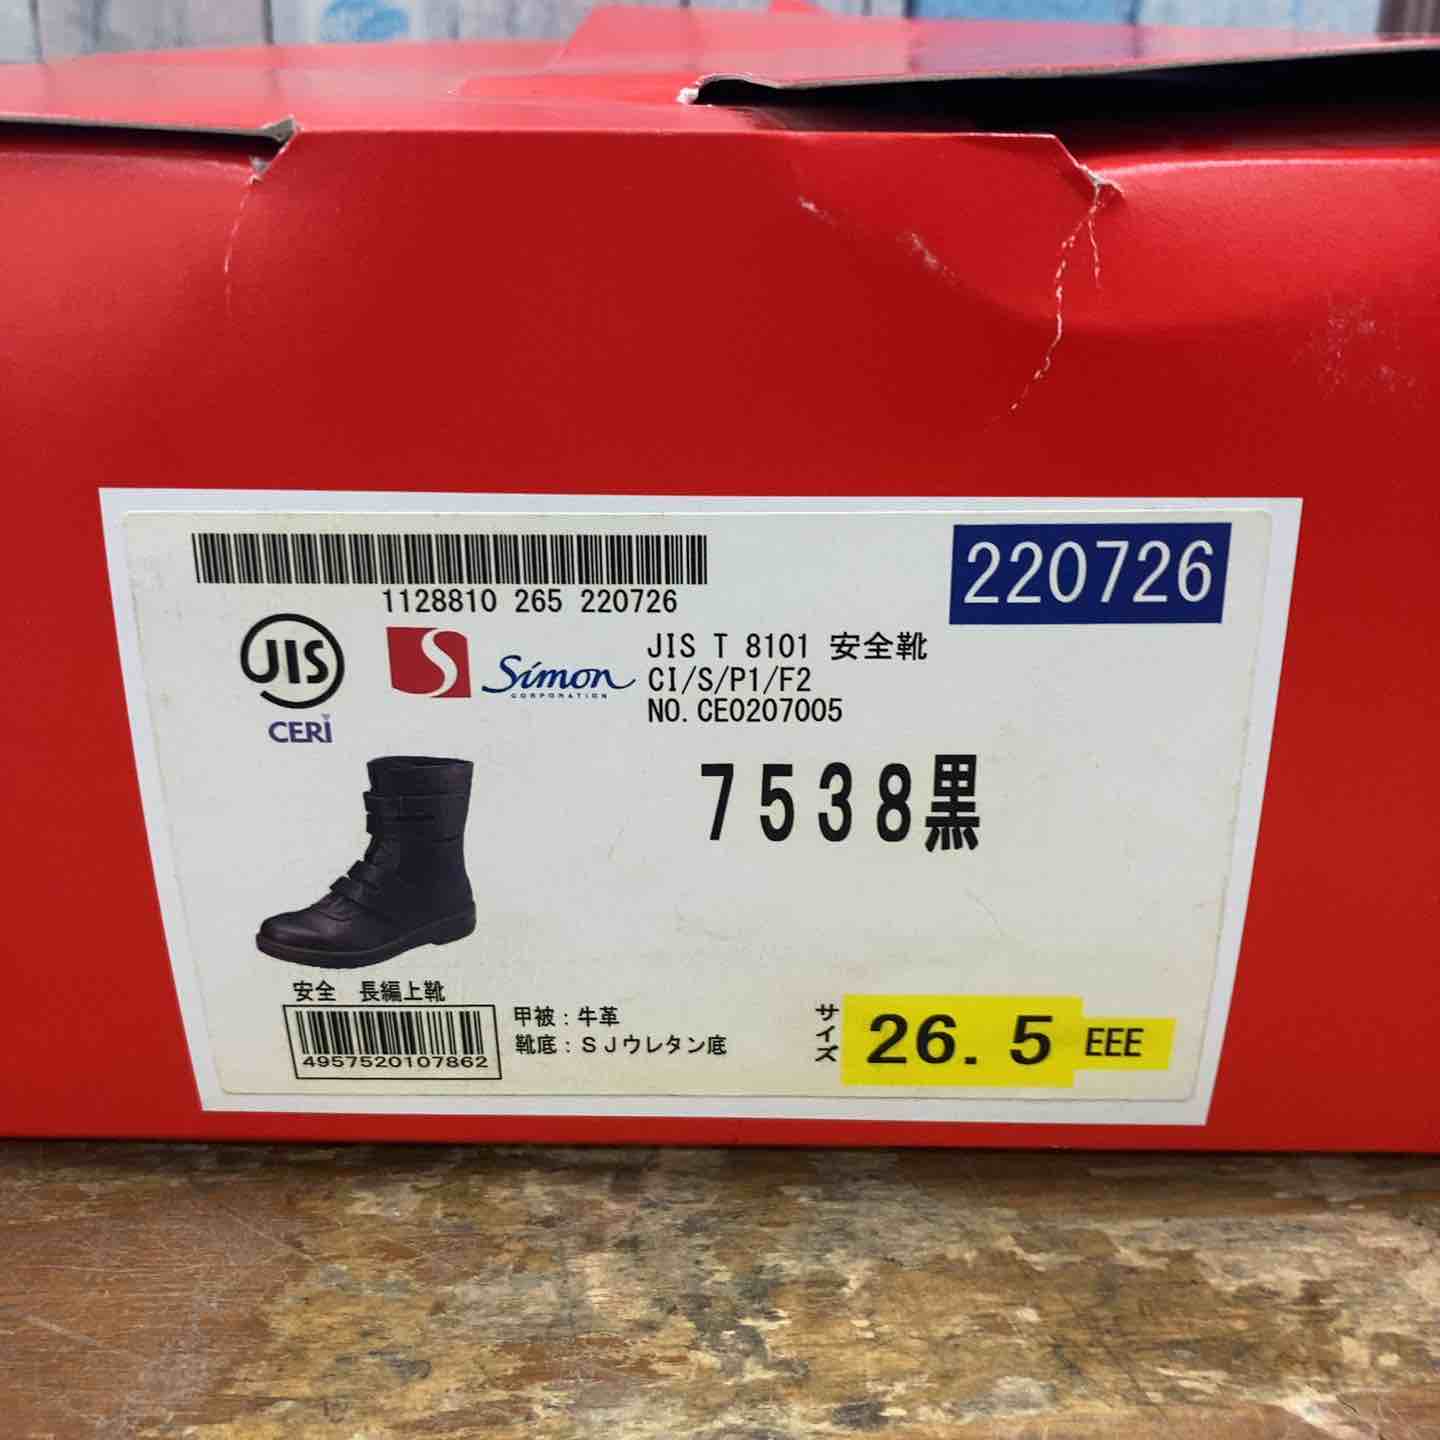 220726
1128810 265 220726
JIS
CERI
S
Simon
CORPORATION
JIS T 8101 安全靴
CI/S/P1/F2
NO.CE0207005
7538黒
安全 長編上靴
4957520107862
甲被：牛革
靴底：SJウレタン底
サイズ
26.5 EEE